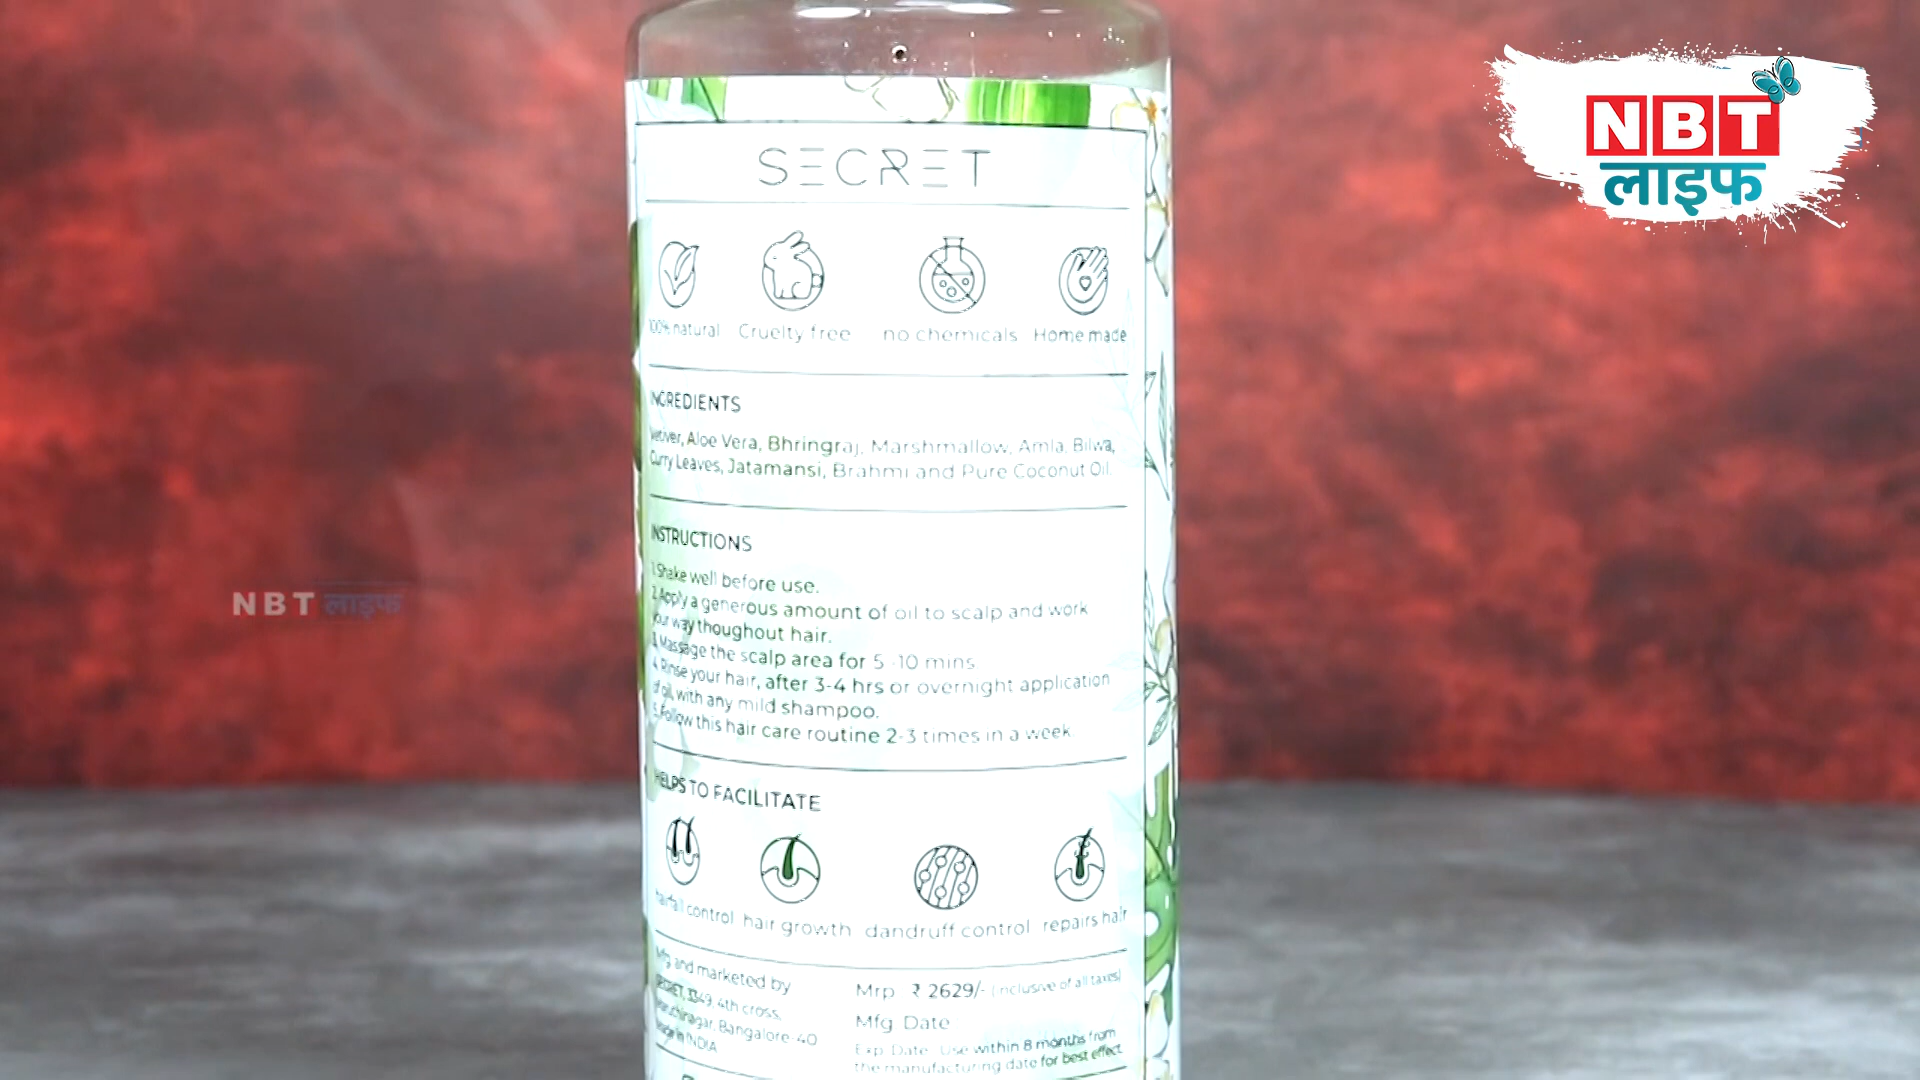 NBT
लाइफ
SECRET
100% natural Cruelty free no chemicals Home made
INGREDIENTS
Vetiver, Aloe Vera, Bhringraj, Marshmallow, Amla, Bilwa,
Curry Leaves, Jatamansi, Brahmi and Pure Coconut Oil.
INSTRUCTIONS
1. Shake well before use.
2. Apply a generous amount of oil to scalp and work
your way thoughout hair.
3. Massage the scalp area for 5 -10 mins
4. Rinse your hair, after 3-4 hrs or overnight application
of oil, with any mild shampoo.
5. Follow this hair care routine 2-3 times in a week
NBT लाइफ
HELPS TO FACILITATE
hairfall control hair growth dandruff control repairs hair
Mfg and marketed by
SECRET, 3349, 4th cross,
Bangalore-40
Made in INDIA
Mrp ₹ 2629/- (inclusive of all taxes)
Mfg Date
Exp Date Use within 8 months from
the manufacturing date for best effect.